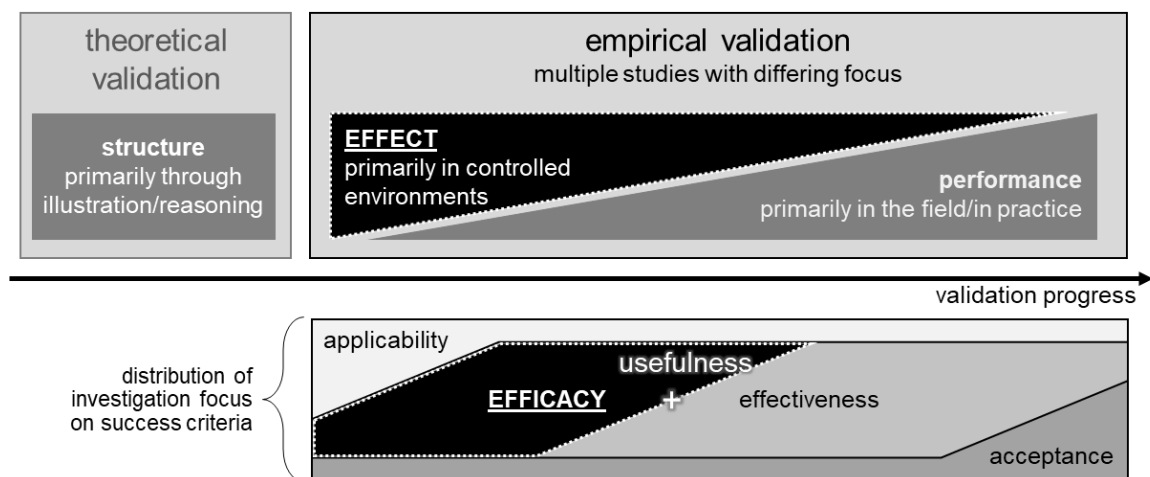 theoretical
validation
structure
primarily through
illustration/reasoning
empirical validation
multiple studies with differing focus
EFFECT
primarily in controlled
environments
performance
primarily in the field/in practice
validation progress
distribution of
investigation focus
on success criteria
applicability
usefulness
EFFICACY + effectiveness
acceptance